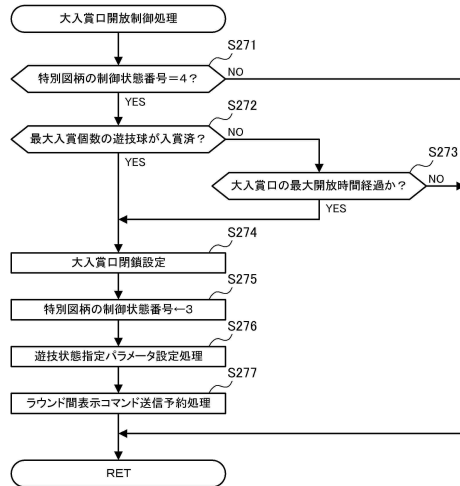 大入賞口開放制御処理
S271
特別図柄の制御状態番号＝4？
NO
YES
S272
最大入賞個数の遊技球が入賞済？
NO
YES
S273
大入賞口の最大開放時間経過か？
NO
YES
S274
大入賞口閉鎖設定
S275
特別図柄の制御状態番号←3
S276
遊技状態指定パラメータ設定処理
S277
ラウンド間表示コマンド送信予約処理
RET